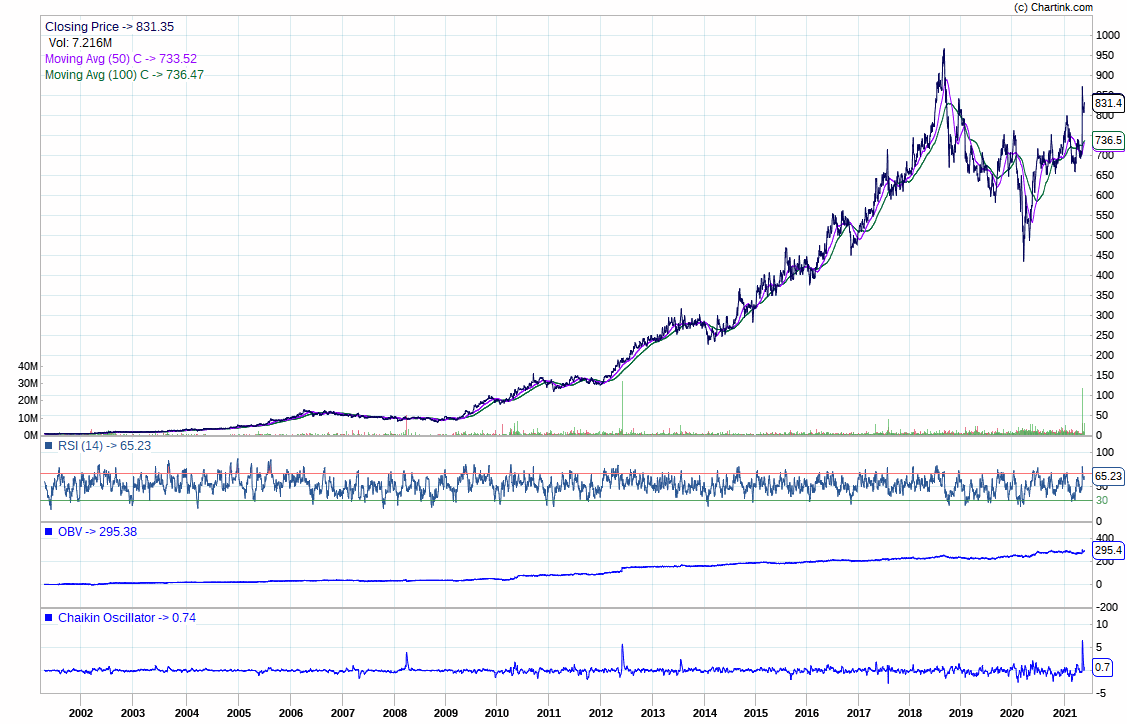 (c) Chartink.com
Closing Price -> 831.35
Vol: 7.216M
Moving Avg (50) C -> 733.52
Moving Avg (100) C -> 736.47
1000
950
900
850
831.4
800
736.5
700
650
600
550
500
450
400
350
300
250
200
150
100
50
0
40M
30M
20M
10M
0M
RSI (14) -> 65.23
100
65.23
50
30
0
OBV -> 295.38
400
295.4
200
0
-200
Chaikin Oscillator -> 0.74
10
5
0.7
-5
2002 2003 2004 2005 2006 2007 2008 2009 2010 2011 2012 2013 2014 2015 2016 2017 2018 2019 2020 2021